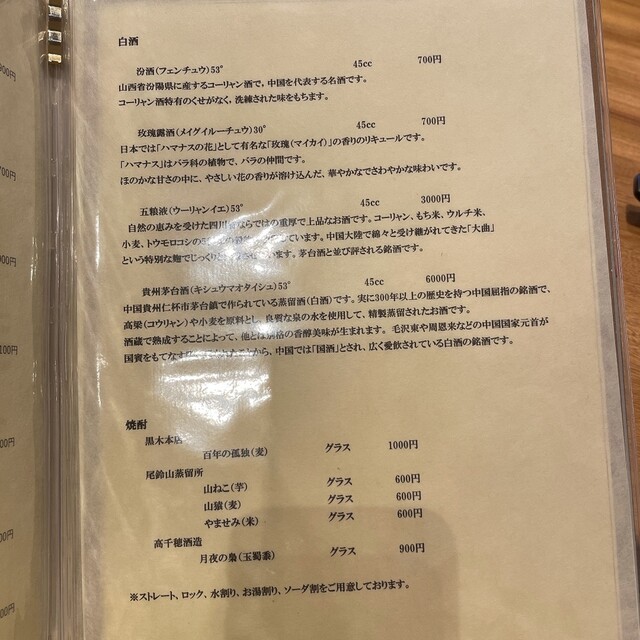 白酒
汾酒(フェンチュウ)53° 45cc 700円
山西省汾陽県に産するコーリャン酒で，中国を代表する名酒です。
コーリャン酒特有のくせがなく、洗練された味をもちます。
玫瑰露酒(メイグイルーチュウ)30° 45cc 700円
日本では「ハマナスの花」として有名な「玫瑰(マイカイ)」の香りのリキュールです。
「ハマナス」はバラ科の植物で、バラの仲間です。
ほのかな甘さの中に、やさしい花の香りが溶け込んだ、華やかなでさわやかな味わいです。
五粮液(ウーリャンイエ)53° 45cc 3000円
自然の恵みを受けた四川省ならではの重厚で上品なお酒です。コーリャン、もち米、ウルチ米、
小麦、トウモロコシの しています。中国大陸で綿々と受け継がれてきた「大曲」
という特別な麹でじっくりと います。茅台酒と並び評される銘酒です。
貴州茅台酒(キシュウマオタイシュ)53° 45cc 6000円
中国貴州仁杯市茅台鎮で作られている蒸留酒(白酒)です。実に300年以上の歴史を持つ中国屈指の銘酒で、
高梁(コウリャン)や小麦を原料とし、良質な泉の水を使用して、精製蒸留されたお酒です。
酒蔵で熟成することによって、他とは別格の香醇美味が生まれます。毛沢東や周恩来などの中国国家元首が
国賓をもてなす から、中国では「国酒」とされ、広く愛飲されている白酒の銘酒です。
焼酎
黒木本店
百年の孤独(麦) グラス 1000円
尾鈴山蒸留所
山ねこ(芋) グラス 600円
山猿(麦) グラス 600円
やませみ(米) グラス 600円
高千穂酒造
月夜の梟(玉蜀黍) グラス 900円
※ストレート、ロック、水割り、お湯割り、ソーダ割をご用意しております。